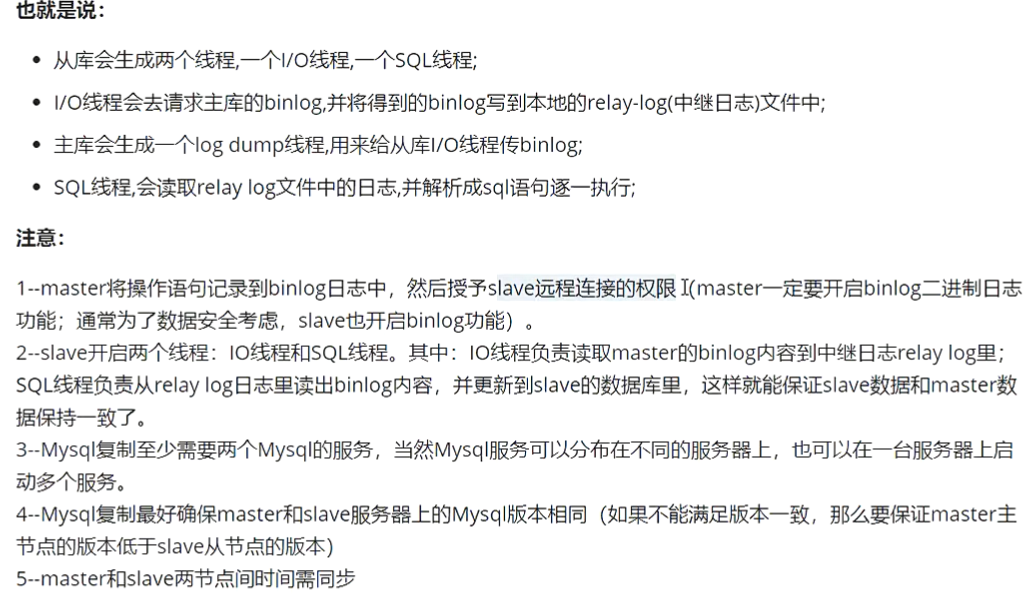 也就是说：
从库会生成两个线程,一个I/O线程,一个SQL线程;
I/O线程会去请求主库的binlog,并将得到的binlog写到本地的relay-log(中继日志)文件中;
主库会生成一个log dump线程,用来给从库I/O线程传binlog;
SQL线程,会读取relay log文件中的日志,并解析成sql语句逐一执行;
注意：
1--master将操作语句记录到binlog日志中，然后授予slave远程连接的权限（master一定要开启binlog二进制日志
功能；通常为了数据安全考虑，slave也开启binlog功能）。
2--slave开启两个线程：IO线程和SQL线程。其中：IO线程负责读取master的binlog内容到中继日志relay log里；
SQL线程负责从relay log日志里读出binlog内容，并更新到slave的数据库里，这样就能保证slave数据和master数
据保持一致了。
3--Mysql复制至少需要两个Mysql的服务，当然Mysql服务可以分布在不同的服务器上，也可以在一台服务器上启
动多个服务。
4--Mysql复制最好确保master和slave服务器上的Mysql版本相同（如果不能满足版本一致，那么要保证master主
节点的版本低于slave从节点的版本）
5--master和slave两节点间时间需同步